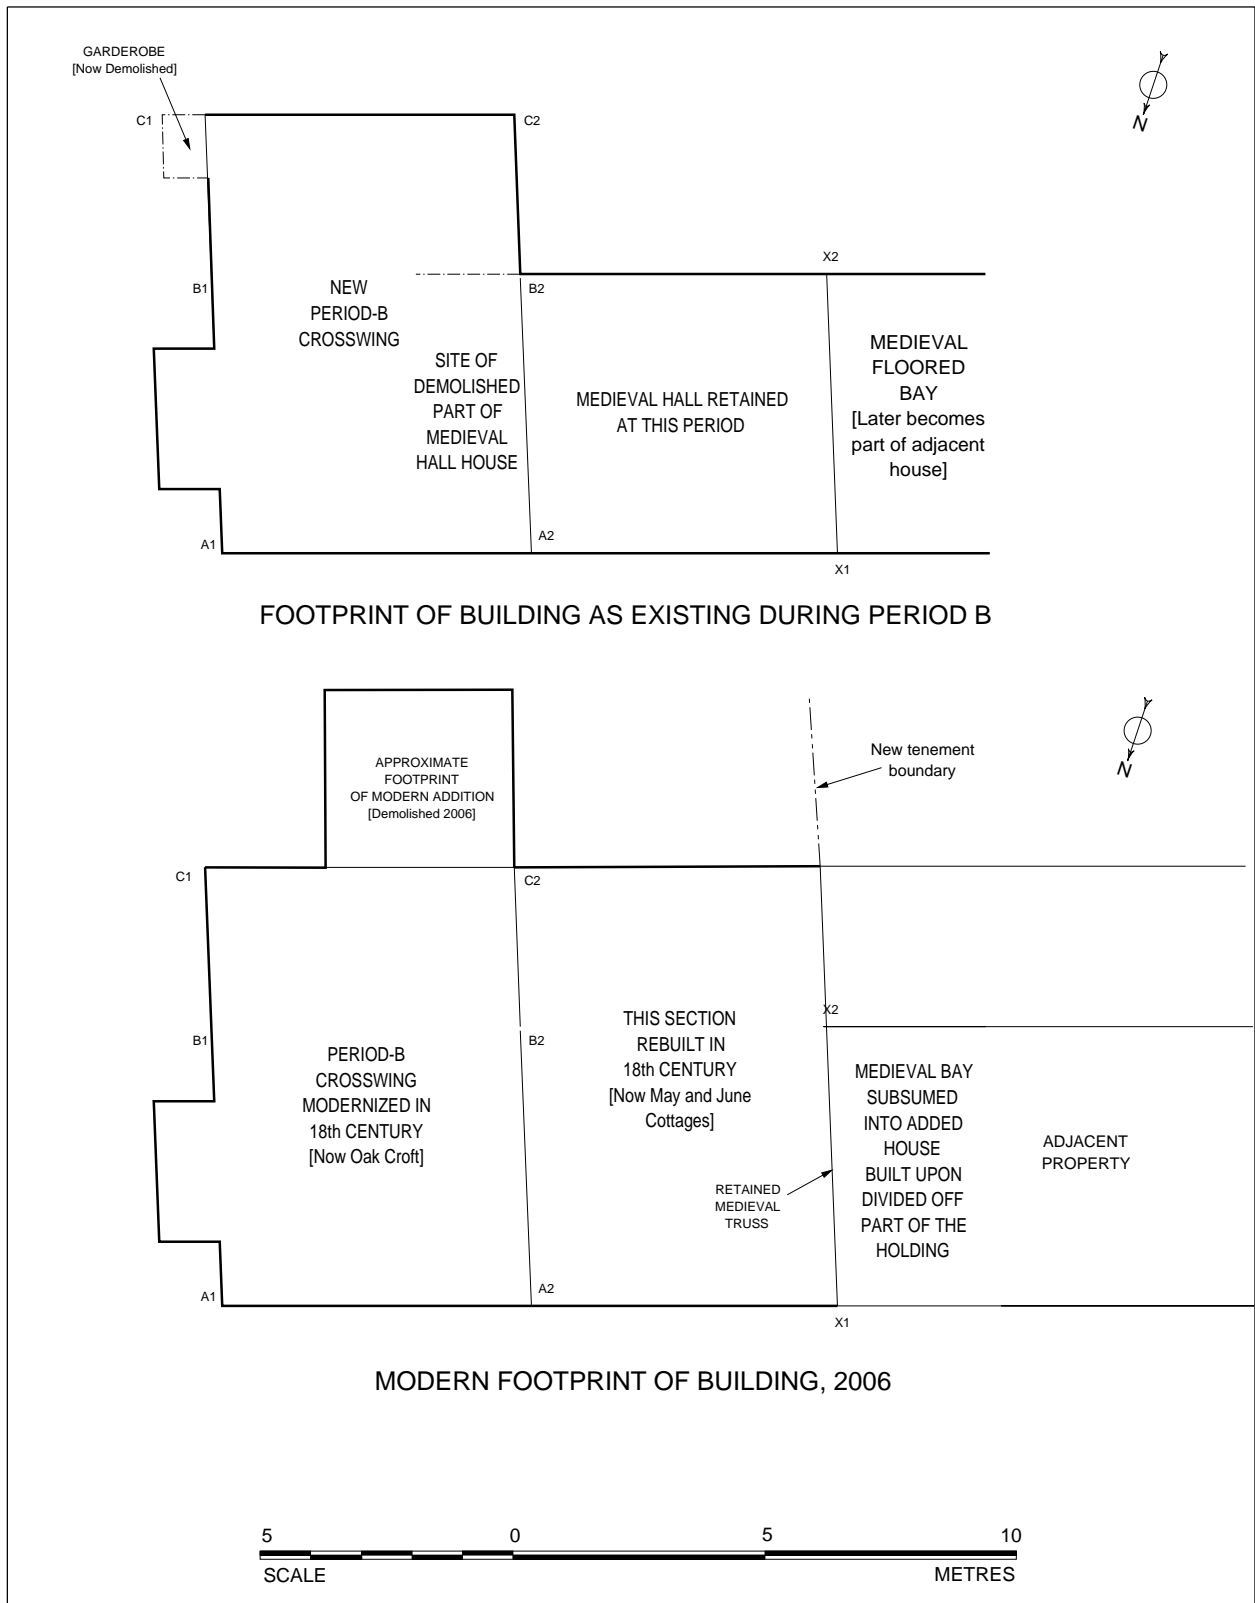 GARDEROBE
[Now Demolished]
N
C1
C2
X2
B1
B2
NEW
PERIOD-B
CROSSWING
SITE OF
DEMOLISHED
PART OF
MEDIEVAL
HALL HOUSE
MEDIEVAL HALL RETAINED
AT THIS PERIOD
MEDIEVAL
FLOORED
BAY
[Later becomes
part of adjacent
house]
A1
A2
X1
FOOTPRINT OF BUILDING AS EXISTING DURING PERIOD B
APPROXIMATE
FOOTPRINT
OF MODERN ADDITION
[Demolished 2006]
New tenement
boundary
N
C1
C2
X2
B1
B2
PERIOD-B
CROSSWING
MODERNIZED IN
18th CENTURY
[Now Oak Croft]
THIS SECTION
REBUILT IN
18th CENTURY
[Now May and June
Cottages]
RETAINED
MEDIEVAL
TRUSS
MEDIEVAL BAY
SUBSUMED
INTO ADDED
HOUSE
BUILT UPON
DIVIDED OFF
PART OF THE
HOLDING
ADJACENT
PROPERTY
A1
A2
X1
MODERN FOOTPRINT OF BUILDING, 2006
5 0 5 10
SCALE METRES